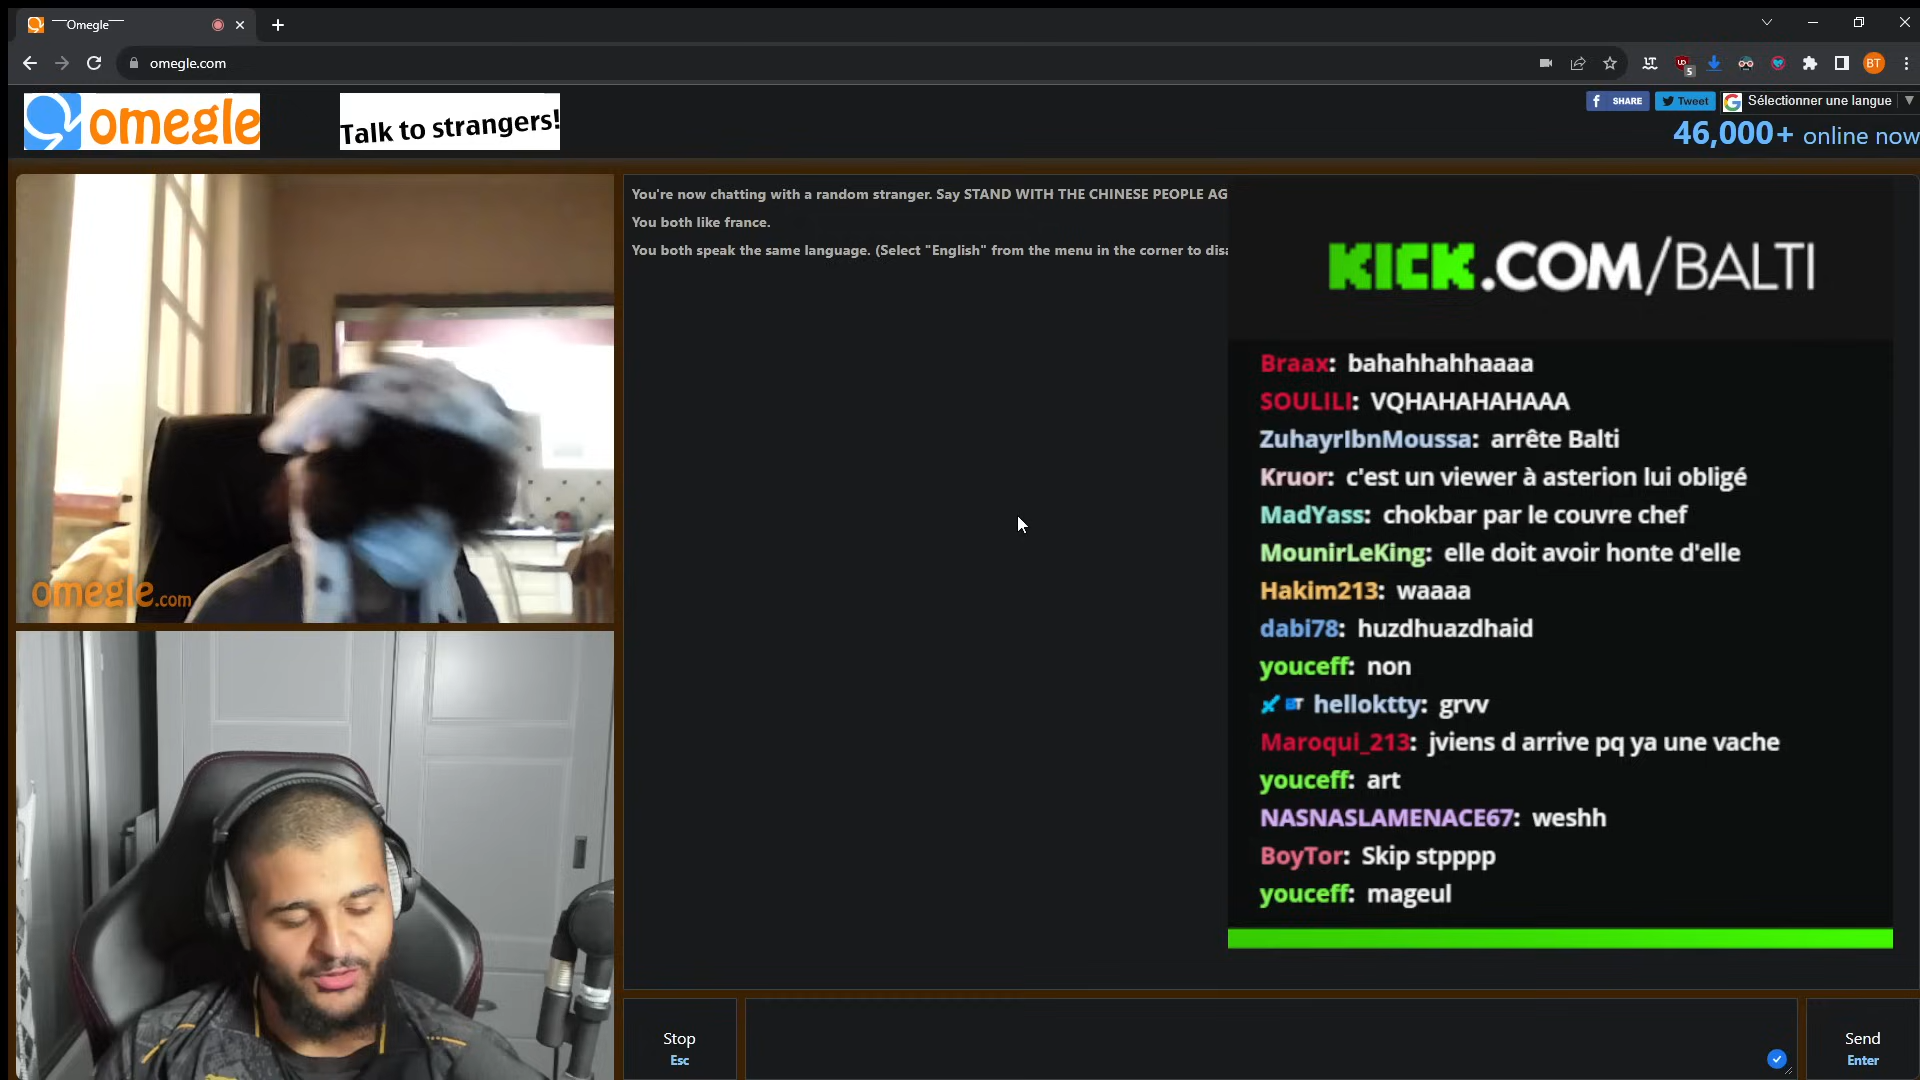 Omegle
omegle.com
5
BT
omegle
Talk to strangers!
f SHARE
Tweet
Sélectionner une langue
46,000+ online now
You're now chatting with a random stranger. Say STAND WITH THE CHINESE PEOPLE AG
You both like france.
You both speak the same language. (Select "English" from the menu in the corner to disa
KICK.COM/BALTI
Braax: bahahhahhaaaa
SOULILI: VQHAHAHAHAAA
ZuhayrIbnMoussa: arrête Balti
Kruor: c'est un viewer à asterion lui obligé
MadYass: chokbar par le couvre chef
MounirLeKing: elle doit avoir honte d'elle
Hakim213: waaaa
dabi78: huzdhuazdhaid
youceff: non
BT helloktty: grvv
Maroqui_213: jviens d arrive pq ya une vache
youceff: art
NASNASLAMENACE67: weshh
BoyTor: Skip stpppp
youceff: mageul
omegle.com
Stop
Esc
Send
Enter